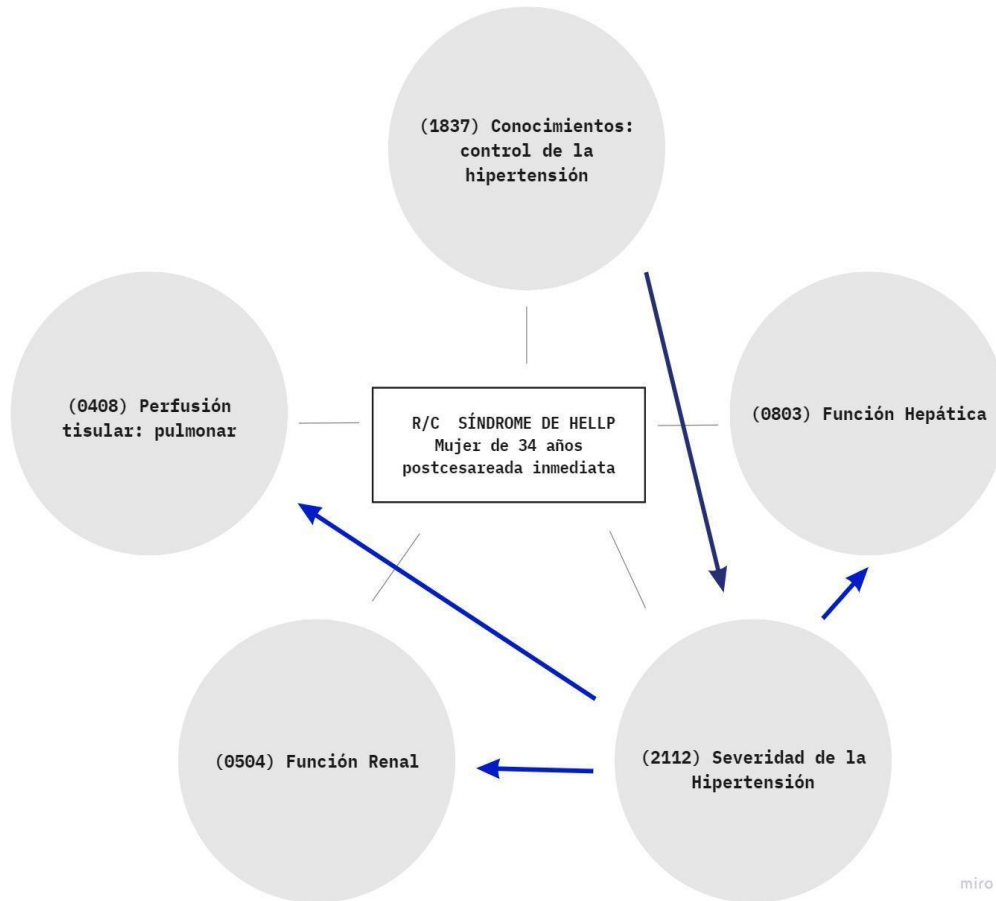 (1837) Conocimientos:
control de la
hipertensión
(0408) Perfusión
tisular: pulmonar
R/C SÍNDROME DE HELLP
Mujer de 34 años
postcesareada inmediata
(0803) Función Hepática
(0504) Función Renal
(2112) Severidad de la
Hipertensión
miro